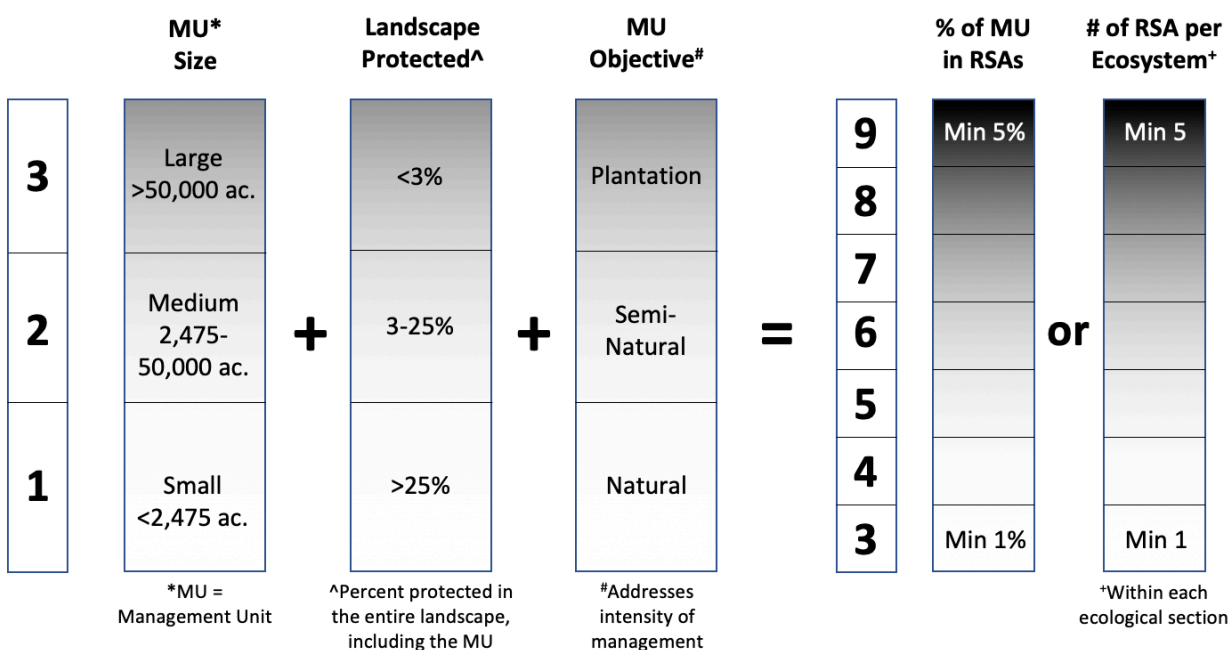 MU*
Size
Landscape
Protected^
MU
Objective#
% of MU
in RSAs
# of RSA per
Ecosystem+
3
Large
>50,000 ac.
<3%
Plantation
2
Medium
2,475-
50,000 ac.
+
3-25%
+
Semi-
Natural
=
1
Small
<2,475 ac.
>25%
Natural
9
Min 5%
Min 5
8
7
6
or
5
4
3
Min 1%
Min 1
*MU =
Management Unit
^Percent protected in
the entire landscape,
including the MU
#Addresses
intensity of
management
+Within each
ecological section